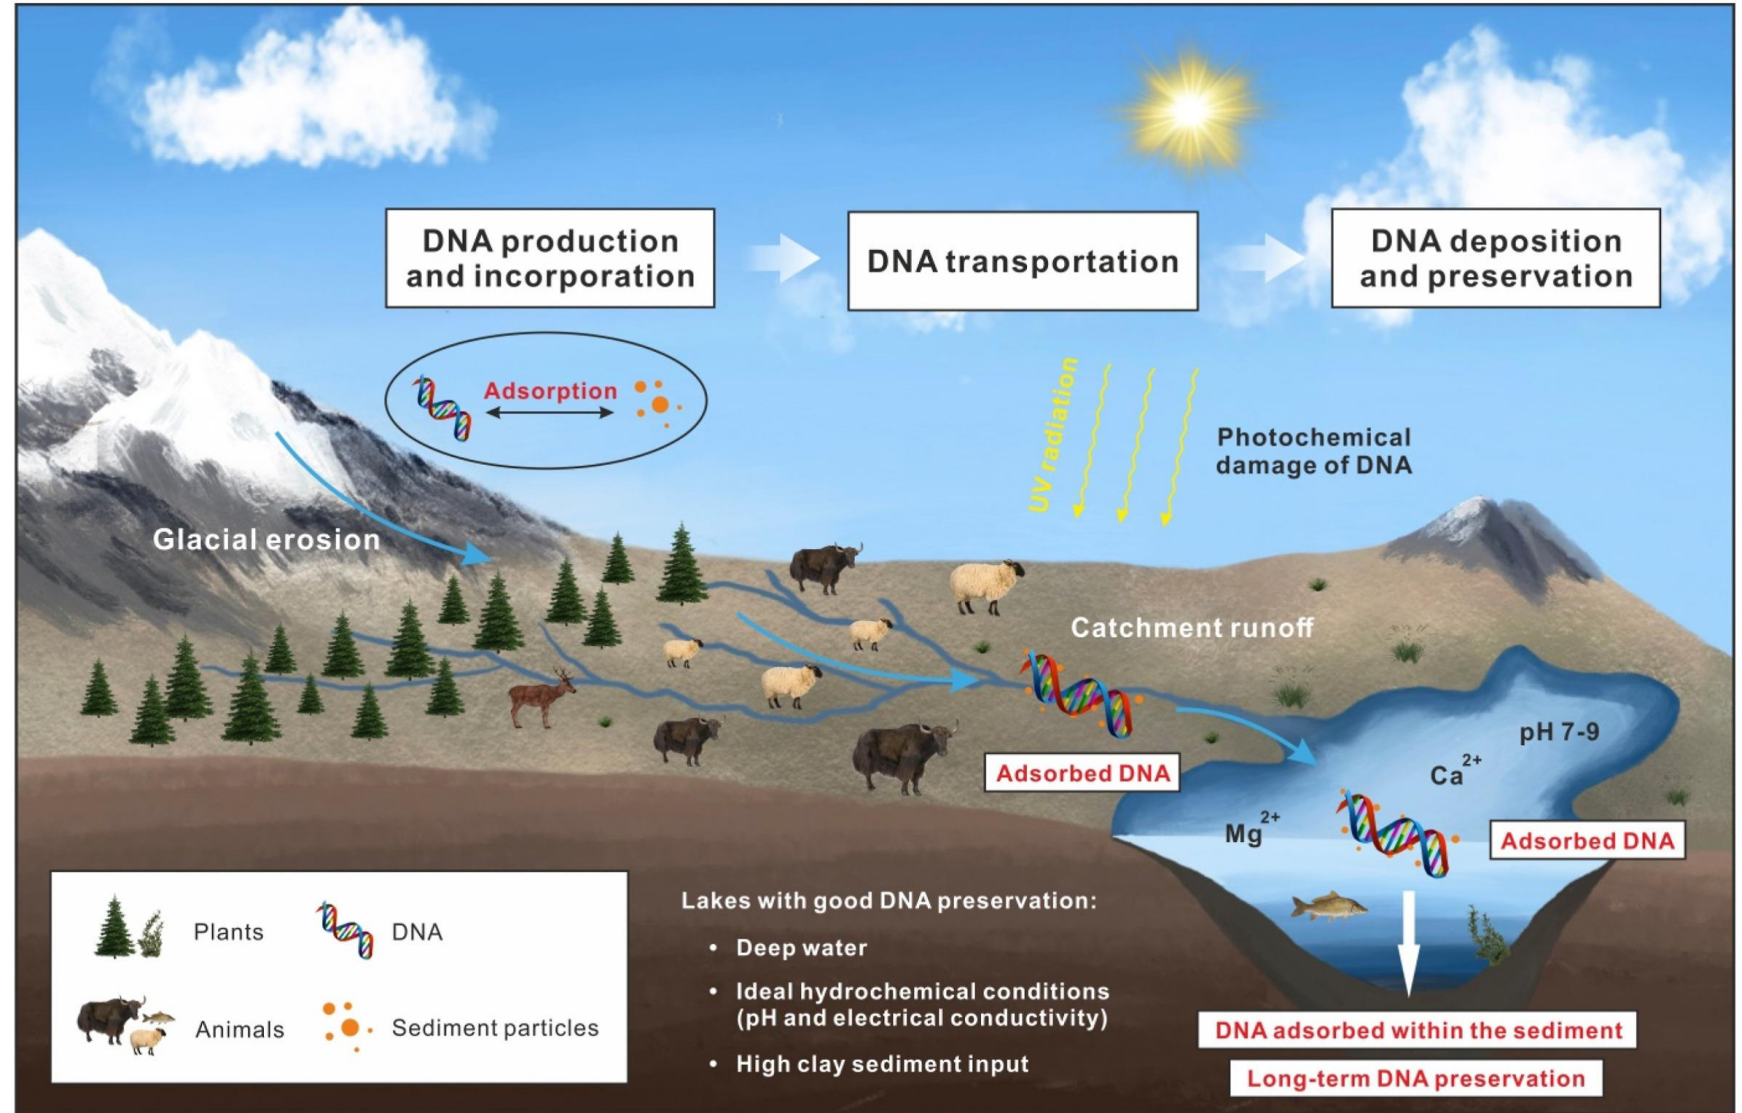 DNA production
and incorporation
DNA transportation
DNA deposition
and preservation
Adsorption
UV radiation
Photochemical
damage of DNA
Glacial erosion
Catchment runoff
Adsorbed DNA
pH 7-9
Ca2+
Mg2+
Adsorbed DNA
Plants
DNA
Animals
Sediment particles
Lakes with good DNA preservation:
• Deep water
• Ideal hydrochemical conditions
(pH and electrical conductivity)
• High clay sediment input
DNA adsorbed within the sediment
Long-term DNA preservation